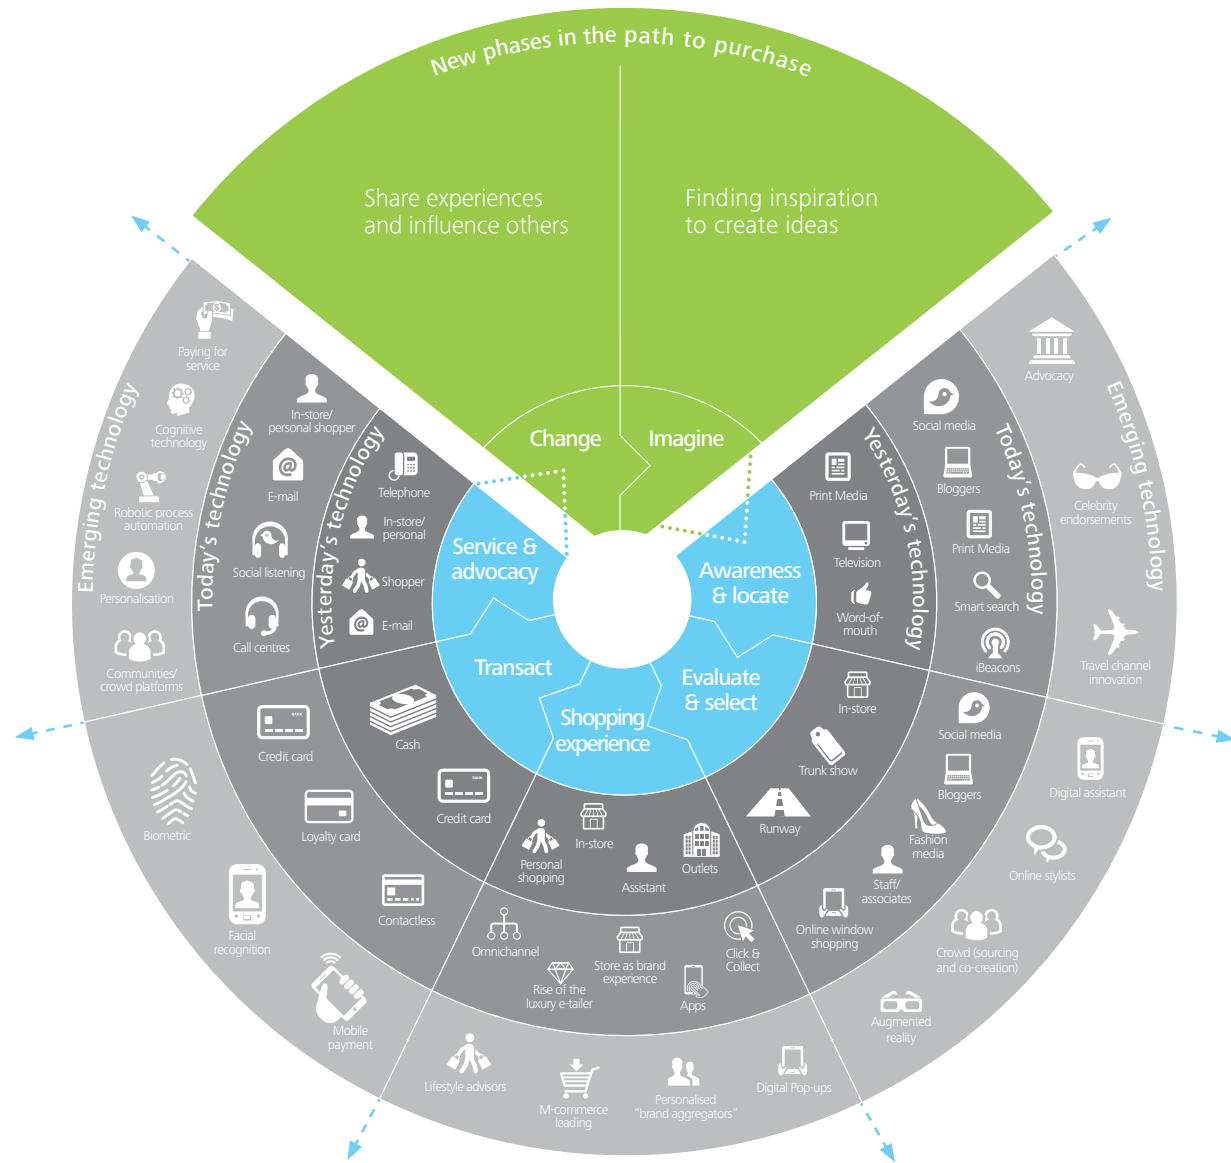 New phases in the path to purchase
Share experiences
and influence others
Finding inspiration
to create ideas
Change
Imagine
Service &
advocacy
Awareness
& locate
Transact
Evaluate
& select
Shopping
experience
Emerging technology
Today's technology
Yesterday's technology
Yesterday's technology
Today's technology
Emerging technology
Paying for
service
Cognitive
technology
Robotic process
automation
Personalisation
Communities/
crowd platforms
In-store/
personal shopper
E-mail
Social listening
Call centres
Telephone
In-store/
personal
Shopper
E-mail
Print Media
Television
Word-of-
mouth
Social media
Bloggers
Print Media
Smart search
iBeacons
Advocacy
Celebrity
endorsements
Travel channel
innovation
In-store
Trunk show
Runway
Social media
Bloggers
Fashion
media
Staff/
associates
Online window
shopping
Digital assistant
Online stylists
Crowd (sourcing
and co-creation)
Augmented
reality
Personal
shopping
In-store
Assistant
Outlets
Omnichannel
Rise of the
luxury e-tailer
Store as brand
experience
Apps
Click &
Collect
Lifestyle advisors
M-commerce
leading
Personalised
"brand aggregators"
Digital Pop-ups
Cash
Credit card
Credit card
Loyalty card
Contactless
Biometric
Facial
recognition
Mobile
payment